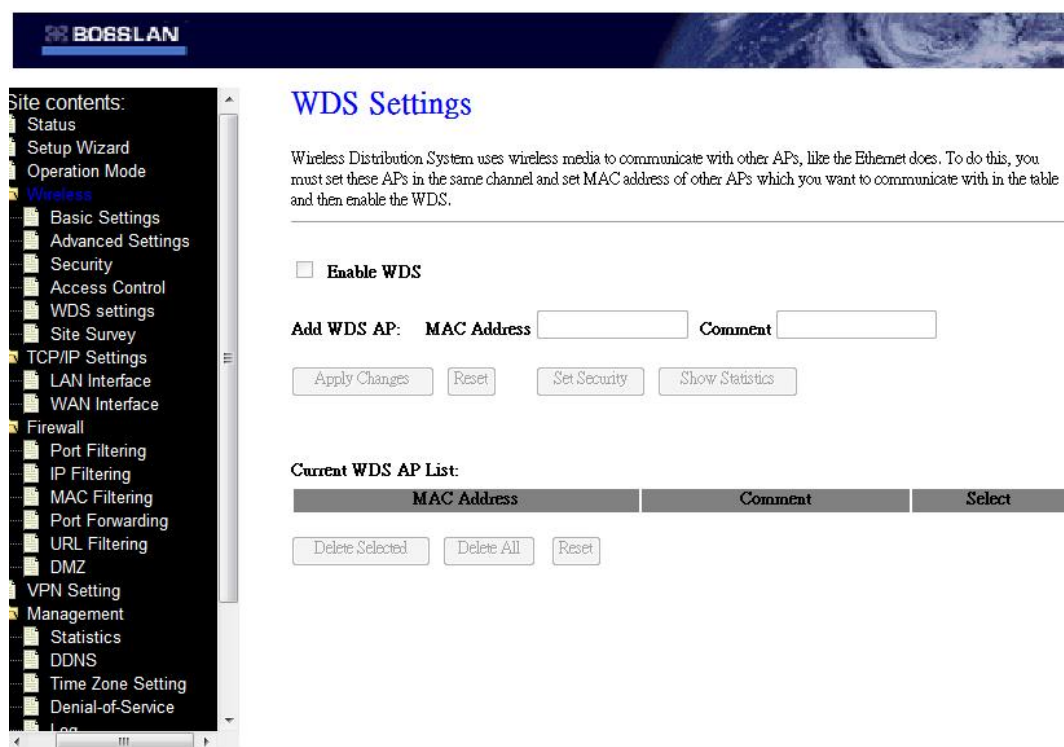 BOSSLAN
Site contents:
Status
Setup Wizard
Operation Mode
Wireless
Basic Settings
Advanced Settings
Security
Access Control
WDS settings
Site Survey
TCP/IP Settings
LAN Interface
WAN Interface
Firewall
Port Filtering
IP Filtering
MAC Filtering
Port Forwarding
URL Filtering
DMZ
VPN Setting
Management
Statistics
DDNS
Time Zone Setting
Denial-of-Service
Log
WDS Settings
Wireless Distribution System uses wireless media to communicate with other APs, like the Ethernet does. To do this, you
must set these APs in the same channel and set MAC address of other APs which you want to communicate with in the table
and then enable the WDS.
Enable WDS
Add WDS AP: MAC Address Comment
Apply Changes Reset Set Security Show Statistics
Current WDS AP List:
MAC Address Comment Select
Delete Selected Delete All Reset